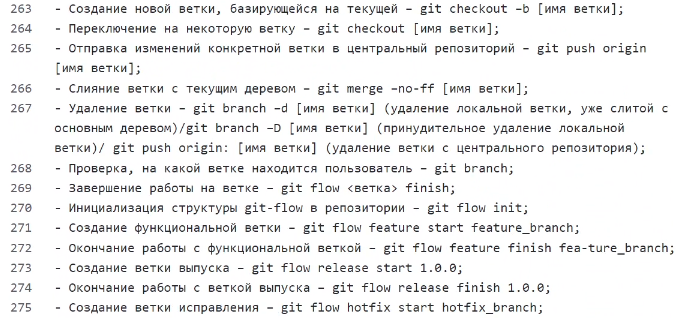 263 - Создание новой ветки, базирующейся на текущей – git checkout –b [имя ветки];
264 - Переключение на некоторую ветку – git checkout [имя ветки];
265 - Отправка изменений конкретной ветки в центральный репозиторий – git push origin
[имя ветки];
266 - Слияние ветки с текущим деревом – git merge –no-ff [имя ветки];
267 - Удаление ветки – git branch –d [имя ветки] (удаление локальной ветки, уже слитой с
основным деревом)/git branch –D [имя ветки] (принудительное удаление локальной
ветки)/ git push origin: [имя ветки] (удаление ветки с центрального репозитория);
268 - Проверка, на какой ветке находится пользователь – git branch;
269 - Завершение работы на ветке – git flow <ветка> finish;
270 - Инициализация структуры git-flow в репозитории – git flow init;
271 - Создание функциональной ветки – git flow feature start feature_branch;
272 - Окончание работы с функциональной веткой – git flow feature finish fea-ture_branch;
273 - Создание ветки выпуска – git flow release start 1.0.0;
274 - Окончание работы с веткой выпуска – git flow release finish 1.0.0;
275 - Создание ветки исправления – git flow hotfix start hotfix_branch;